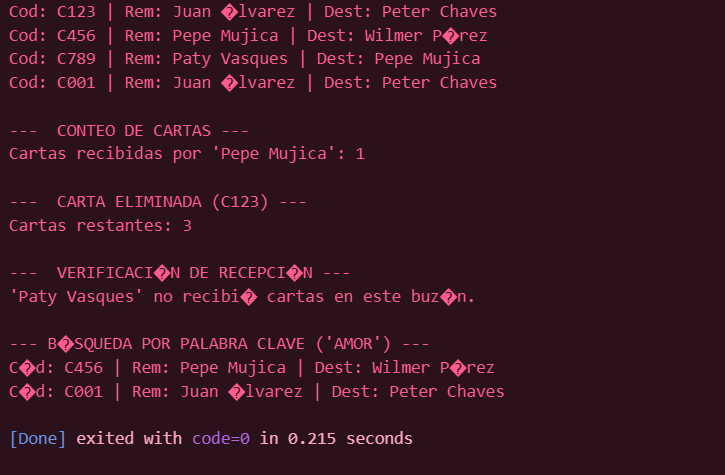 Cod: C123 | Rem: Juan �lvarez | Dest: Peter Chaves
Cod: C456 | Rem: Pepe Mujica | Dest: Wilmer P�rez
Cod: C789 | Rem: Paty Vasques | Dest: Pepe Mujica
Cod: C001 | Rem: Juan �lvarez | Dest: Peter Chaves
---  CONTEO DE CARTAS ---
Cartas recibidas por 'Pepe Mujica': 1
---  CARTA ELIMINADA (C123) ---
Cartas restantes: 3
---  VERIFICACI�N DE RECEPCI�N ---
'Paty Vasques' no recibi� cartas en este buz�n.
--- B�SQUEDA POR PALABRA CLAVE ('AMOR') ---
C�d: C456 | Rem: Pepe Mujica | Dest: Wilmer P�rez
C�d: C001 | Rem: Juan �lvarez | Dest: Peter Chaves
[Done] exited with code=0 in 0.215 seconds